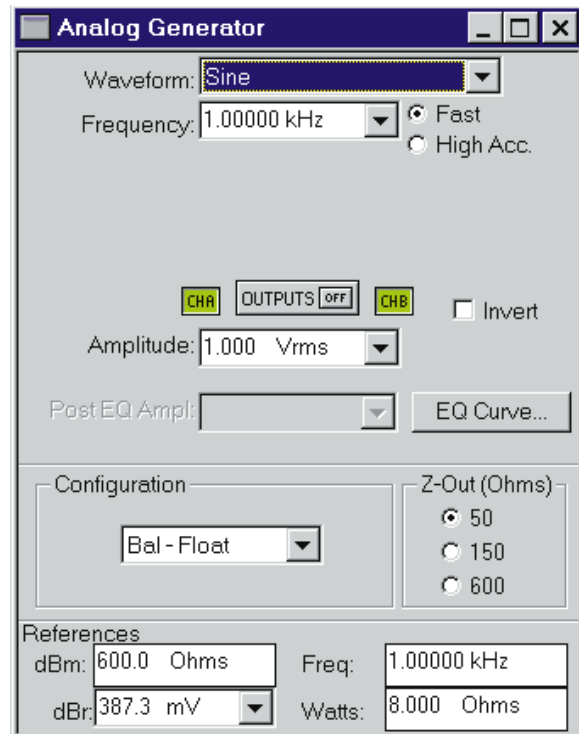 Analog Generator
Waveform: Sine
Frequency: 1.00000 kHz
Fast
High Acc.
CHA OUTPUTS OFF CHB
Invert
Amplitude: 1.000 Vrms
Post EQ Ampl: EQ Curve...
Configuration
Z-Out (Ohms)
Bal - Float
50
150
600
References
dBm: 600.0 Ohms Freq: 1.00000 kHz
dBr: 387.3 mV Watts: 8.000 Ohms